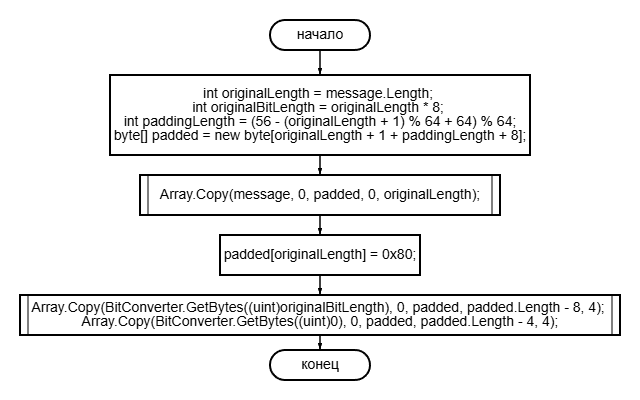 начало
int originalLength = message.Length;
int originalBitLength = originalLength * 8;
int paddingLength = (56 - (originalLength + 1) % 64 + 64) % 64;
byte[] padded = new byte[originalLength + 1 + paddingLength + 8];
Array.Copy(message, 0, padded, 0, originalLength);
padded[originalLength] = 0x80;
Array.Copy(BitConverter.GetBytes((uint)originalBitLength), 0, padded, padded.Length - 8, 4);
Array.Copy(BitConverter.GetBytes((uint)0), 0, padded, padded.Length - 4, 4);
конец